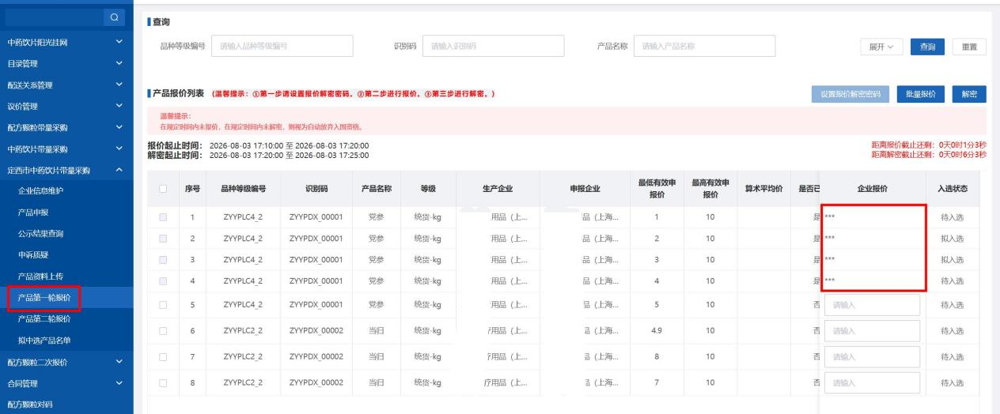 中药饮片阳光挂网
目录管理
配送关系管理
议价管理
配方颗粒带量采购
中药饮片带量采购
定西市中药饮片带量采购
企业信息维护
产品申报
公示结果查询
申诉质疑
产品资料上传
产品第一轮报价
产品第二轮报价
拟中选产品名单
配方颗粒二次报价
合同管理
配方颗粒对码
查询
品种等级编号 请输入品种等级编号 识别码 请输入识别码 产品名称 请输入产品名称 展开 查询 重置
产品报价列表 (温馨提示：①第一步请设置报价解密密码。②第二步进行报价。③第三步进行解密。) 设置报价解密密码 批量报价 解密
温馨提示：
在规定时间内未报价，在规定时间内未解密，则视为自动放弃入围资格。
报价起止时间： 2026-08-03 17:10:00 至 2026-08-03 17:20:00 距离报价截止还剩：0天0时1分3秒
解密起止时间： 2026-08-03 17:20:00 至 2026-08-03 17:25:00 距离解密截止还剩：0天0时6分3秒
序号 品种等级编号 识别码 产品名称 等级 生产企业 申报企业 最低有效申报价 最高有效申报价 算术平均价 是否已 企业报价 入选状态
1 ZYYPLC4_2 ZYYPDX_00001 党参 统货-kg 用品（上... 品（上海... 1 10 是 *** 待入选
2 ZYYPLC4_2 ZYYPDX_00001 党参 统货-kg 用品（上... 品（上海... 2 10 是 *** 拟入选
3 ZYYPLC4_2 ZYYPDX_00001 党参 统货-kg 用品（上... 品（上海... 3 10 是 *** 拟入选
4 ZYYPLC4_2 ZYYPDX_00001 党参 统货-kg 用品（上... 品（上海... 4 10 是 *** 待入选
5 ZYYPLC4_2 ZYYPDX_00001 党参 统货-kg 用品（上... 品（上海... 5 10 否 请输入 待入选
6 ZYYPLC2_2 ZYYPDX_00002 当归 统货-kg 用品（上... 品（上海... 4.9 10 否 请输入 待入选
7 ZYYPLC2_2 ZYYPDX_00002 当归 统货-kg 用品（上... 品（上海... 8 10 否 请输入 待入选
8 ZYYPLC2_2 ZYYPDX_00002 当归 统货-kg 疗用品（上... 品（上海... 7 10 否 请输入 待入选